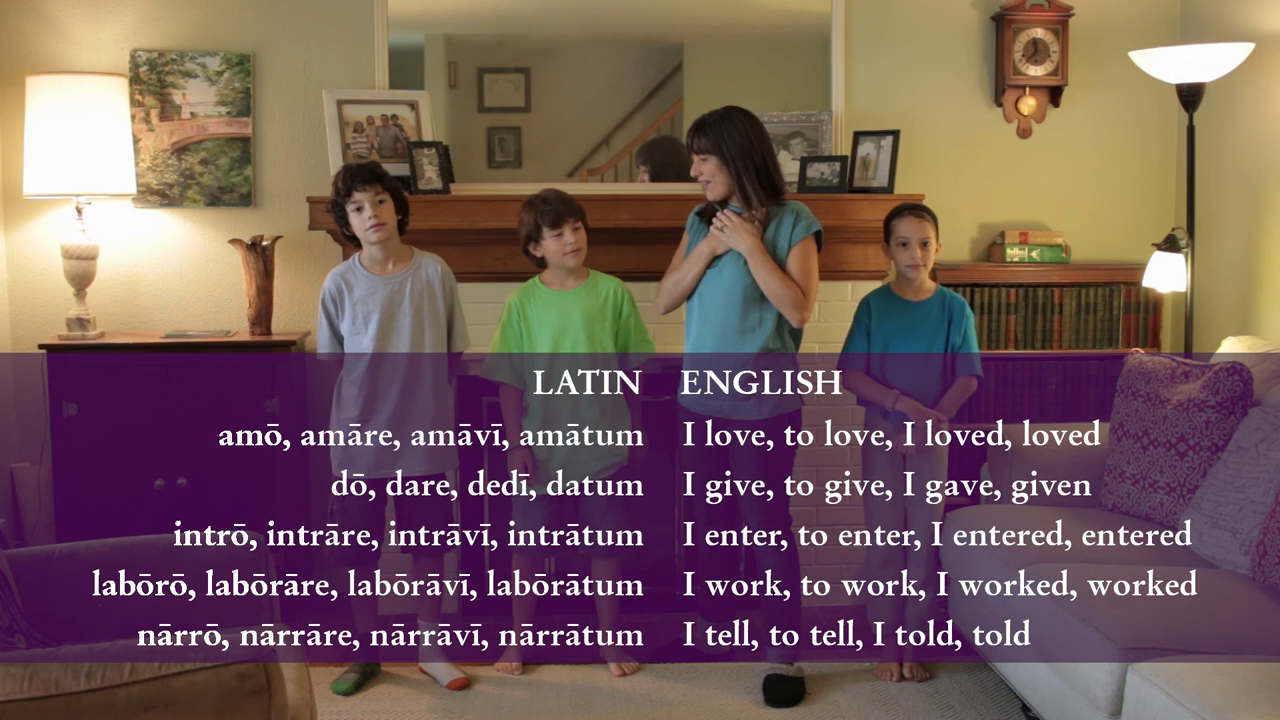 LATIN ENGLISH
amō, amāre, amāvī, amātum I love, to love, I loved, loved
dō, dare, dedī, datum I give, to give, I gave, given
intrō, intrāre, intrāvī, intrātum I enter, to enter, I entered, entered
labōrō, labōrāre, labōrāvī, labōrātum I work, to work, I worked, worked
nārrō, nārrāre, nārrāvī, nārrātum I tell, to tell, I told, told